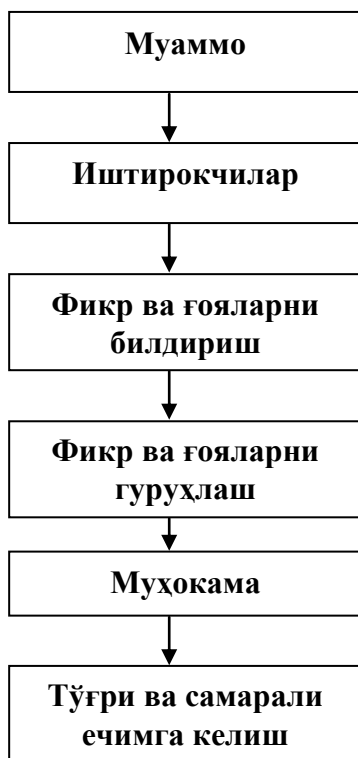 Муаммо
Иштирокчилар
Фикр ва ғояларни
билдириш
Фикр ва ғояларни
гуруҳлаш
Муҳокама
Тўғри ва самарали
ечимга келиш